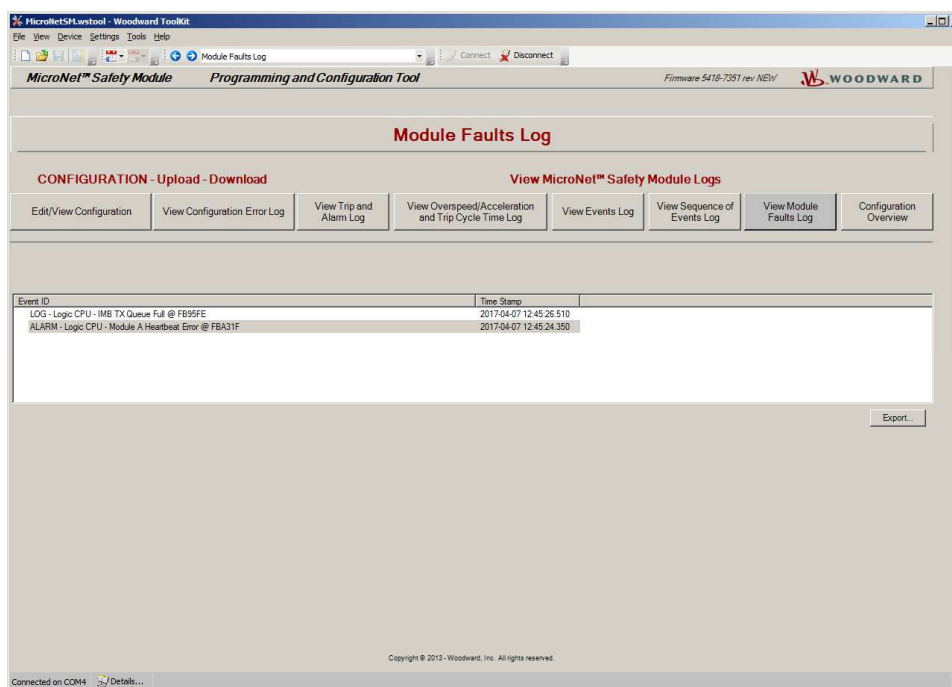 MicroNetSM.wstool - Woodward ToolKit
File View Device Settings Tools Help
Module Faults Log Connect Disconnect
MicroNet™ Safety Module Programming and Configuration Tool Firmware 5418-7351 rev NEW WOODWARD
Module Faults Log
CONFIGURATION - Upload - Download View MicroNet™ Safety Module Logs
Edit/View Configuration
View Configuration Error Log
View Trip and
Alarm Log
View Overspeed/Acceleration
and Trip Cycle Time Log
View Events Log
View Sequence of
Events Log
View Module
Faults Log
Configuration
Overview
Event ID Time Stamp
LOG - Logic CPU - IMB TX Queue Full @ FB95FE 2017-04-07 12:45:26.510
ALARM - Logic CPU - Module A Heartbeat Error @ FBA31F 2017-04-07 12:45:24.350
Export...
Copyright © 2013 - Woodward, Inc. All rights reserved.
Connected on COM4 Details...